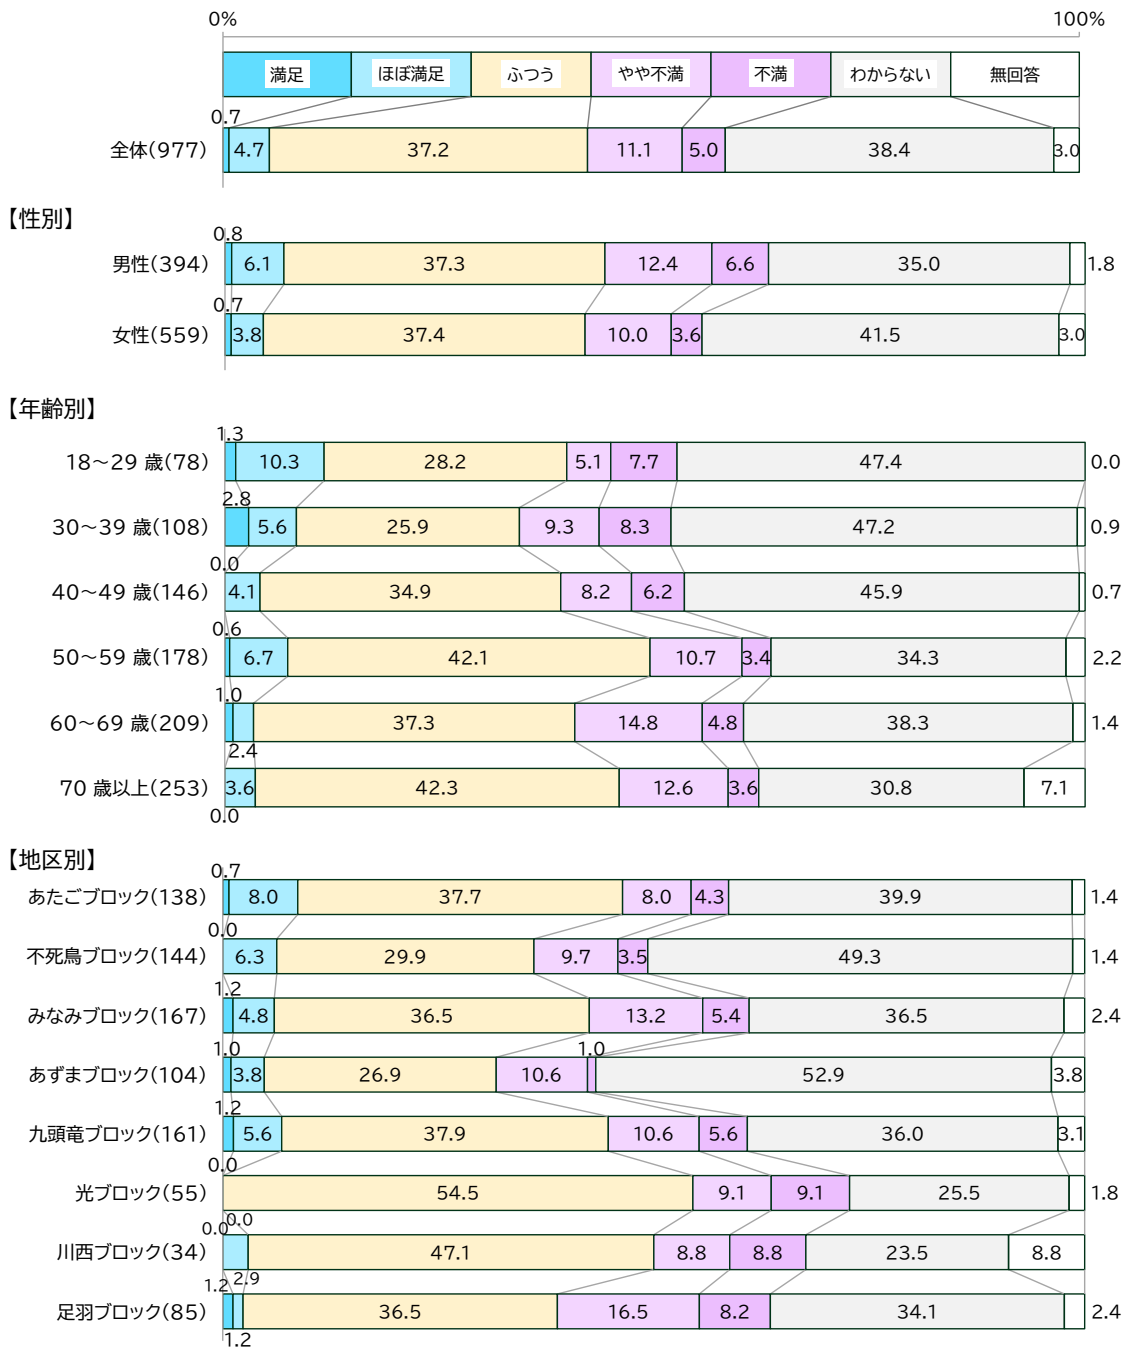 0% 100%
満足 ほぼ満足 ふつう やや不満 不満 わからない 無回答
0.7
全体(977) 4.7 37.2 11.1 5.0 38.4 3.0
【性別】
0.8
男性(394) 6.1 37.3 12.4 6.6 35.0 1.8
0.7
女性(559) 3.8 37.4 10.0 3.6 41.5 3.0
【年齢別】
1.3
18～29 歳(78) 10.3 28.2 5.1 7.7 47.4 0.0
2.8
30～39 歳(108) 5.6 25.9 9.3 8.3 47.2 0.9
0.0
40～49 歳(146) 4.1 34.9 8.2 6.2 45.9 0.7
0.6
50～59 歳(178) 6.7 42.1 10.7 3.4 34.3 2.2
1.0
60～69 歳(209) 37.3 14.8 4.8 38.3 1.4
2.4
70 歳以上(253) 3.6 42.3 12.6 3.6 30.8 7.1
0.0
【地区別】
0.7
あたごブロック(138) 8.0 37.7 8.0 4.3 39.9 1.4
0.0
不死鳥ブロック(144) 6.3 29.9 9.7 3.5 49.3 1.4
1.2
みなみブロック(167) 4.8 36.5 13.2 5.4 36.5 2.4
1.0 1.0
あずまブロック(104) 3.8 26.9 10.6 52.9 3.8
1.2
九頭竜ブロック(161) 5.6 37.9 10.6 5.6 36.0 3.1
0.0
光ブロック(55) 54.5 9.1 9.1 25.5 1.8
0.0 0.0
川西ブロック(34) 47.1 8.8 8.8 23.5 8.8
1.2 2.9
足羽ブロック(85) 36.5 16.5 8.2 34.1 2.4
1.2